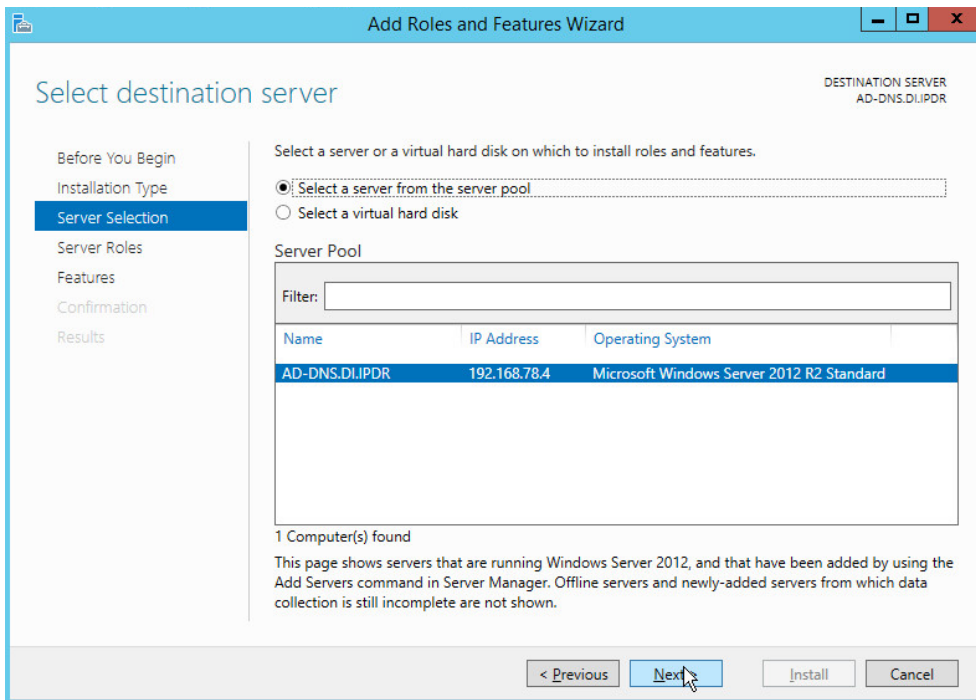 Add Roles and Features Wizard
Select destination server
DESTINATION SERVER
AD-DNS.DI.IPDR
Before You Begin
Installation Type
Server Selection
Server Roles
Features
Confirmation
Results
Select a server or a virtual hard disk on which to install roles and features.
Select a server from the server pool
Select a virtual hard disk
Server Pool
Filter:
Name IP Address Operating System
AD-DNS.DI.IPDR 192.168.78.4 Microsoft Windows Server 2012 R2 Standard
1 Computer(s) found
This page shows servers that are running Windows Server 2012, and that have been added by using the
Add Servers command in Server Manager. Offline servers and newly-added servers from which data
collection is still incomplete are not shown.
< Previous Next > Install Cancel